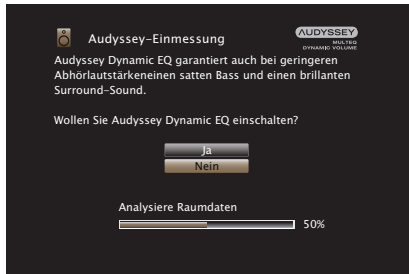 Audyssey-Einmessung
AUDYSSEY
MULTEQ
DYNAMIC VOLUME
Audyssey Dynamic EQ garantiert auch bei geringeren
Abhörlautstärkeneinen satten Bass und einen brillanten
Surround-Sound.
Wollen Sie Audyssey Dynamic EQ einschalten?
Ja
Nein
Analysiere Raumdaten
50%